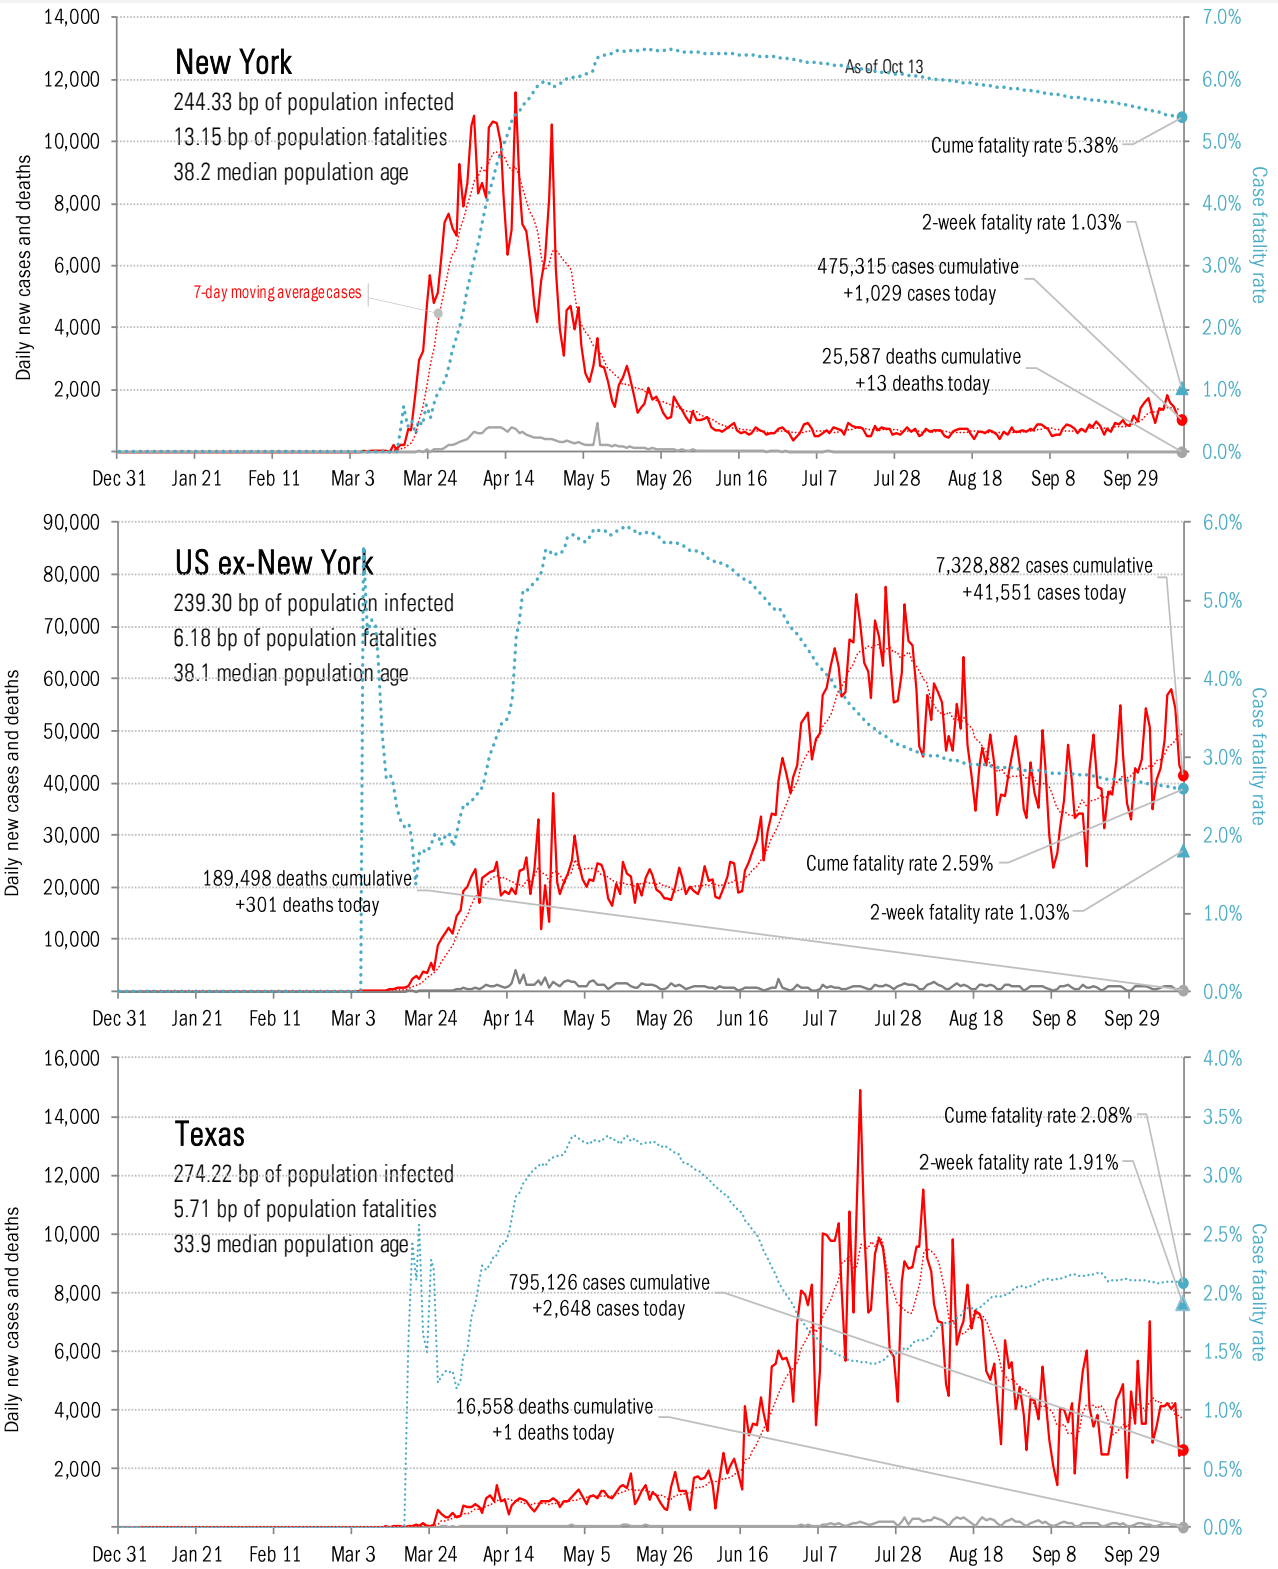 14,000
7.0%
New York
As of Oct 13
12,000
6.0%
244.33 bp of population infected
13.15 bp of population fatalities
10,000
5.0%
Cume fatality rate 5.38%
38.2 median population age
8,000
4.0%
2-week fatality rate 1.03%
Daily new cases and deaths
Case fatality rate
6,000
3.0%
475,315 cases cumulative
+1,029 cases today
7-day moving average cases
4,000
2.0%
25,587 deaths cumulative
+13 deaths today
2,000
1.0%
0.0%
Dec 31 Jan 21 Feb 11 Mar 3 Mar 24 Apr 14 May 5 May 26 Jun 16 Jul 7 Jul 28 Aug 18 Sep 8 Sep 29
90,000
6.0%
US ex-New York
7,328,882 cases cumulative
+41,551 cases today
80,000
5.0%
239.30 bp of population infected
70,000
6.18 bp of population fatalities
38.1 median population age
60,000
4.0%
Daily new cases and deaths
Case fatality rate
50,000
3.0%
40,000
30,000
2.0%
Cume fatality rate 2.59%
189,498 deaths cumulative
+301 deaths today
20,000
2-week fatality rate 1.03%
1.0%
10,000
0.0%
Dec 31 Jan 21 Feb 11 Mar 3 Mar 24 Apr 14 May 5 May 26 Jun 16 Jul 7 Jul 28 Aug 18 Sep 8 Sep 29
16,000
4.0%
Texas
14,000
3.5%
Cume fatality rate 2.08%
2-week fatality rate 1.91%
12,000
3.0%
274.22 bp of population infected
5.71 bp of population fatalities
10,000
2.5%
33.9 median population age
Daily new cases and deaths
Case fatality rate
795,126 cases cumulative
+2,648 cases today
8,000
2.0%
6,000
1.5%
16,558 deaths cumulative
+1 deaths today
4,000
1.0%
2,000
0.5%
0.0%
Dec 31 Jan 21 Feb 11 Mar 3 Mar 24 Apr 14 May 5 May 26 Jun 16 Jul 7 Jul 28 Aug 18 Sep 8 Sep 29